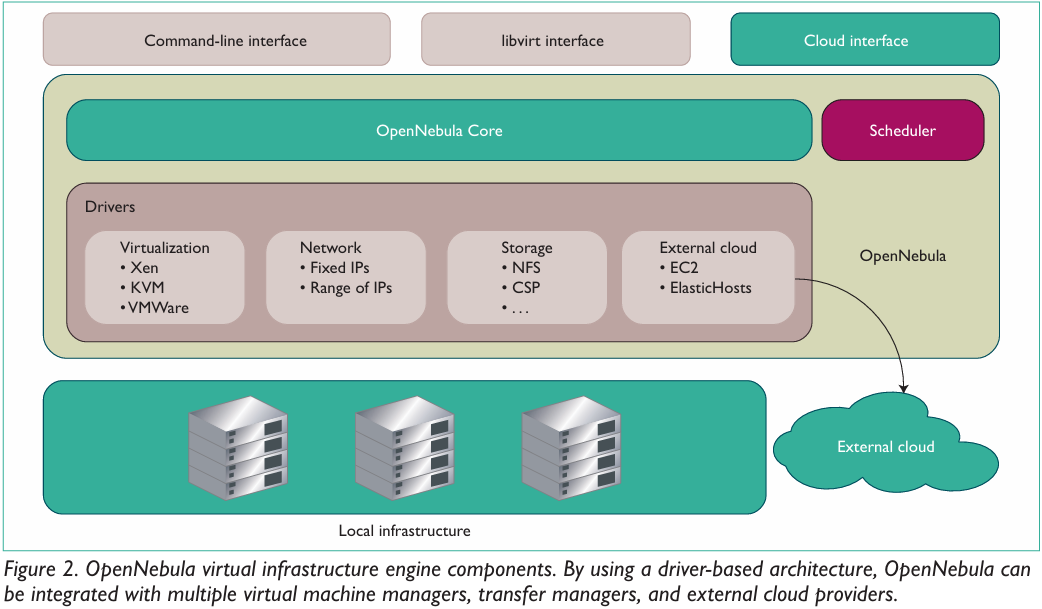 Command-line interface
libvirt interface
Cloud interface
OpenNebula Core
Scheduler
Drivers
Virtualization
• Xen
• KVM
• VMWare
Network
• Fixed IPs
• Range of IPs
Storage
• NFS
• CSP
• . . .
External cloud
• EC2
• ElasticHosts
OpenNebula
External cloud
Local infrastructure
Figure 2. OpenNebula virtual infrastructure engine components. By using a driver-based architecture, OpenNebula can
be integrated with multiple virtual machine managers, transfer managers, and external cloud providers.